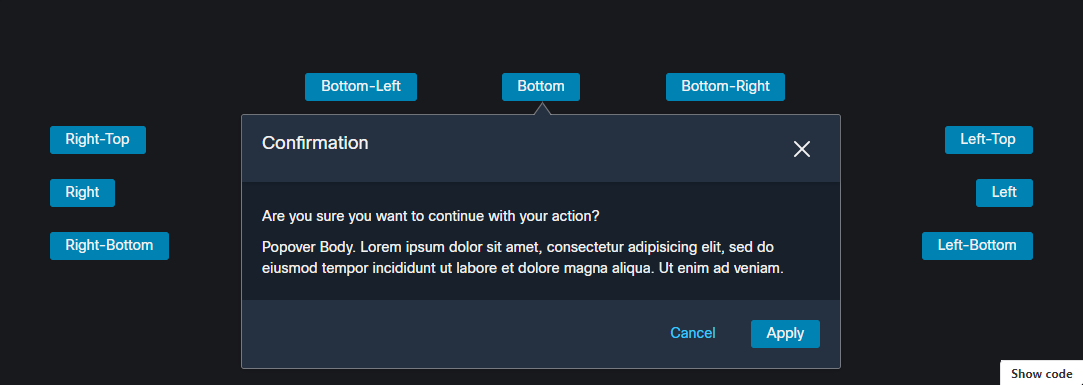 Bottom-Left
Bottom
Bottom-Right
Right-Top
Confirmation
Left-Top
Right
Left
Are you sure you want to continue with your action?
Right-Bottom
Popover Body. Lorem ipsum dolor sit amet, consectetur adipisicing elit, sed do
eiusmod tempor incididunt ut labore et dolore magna aliqua. Ut enim ad veniam.
Left-Bottom
Cancel
Apply
Show code